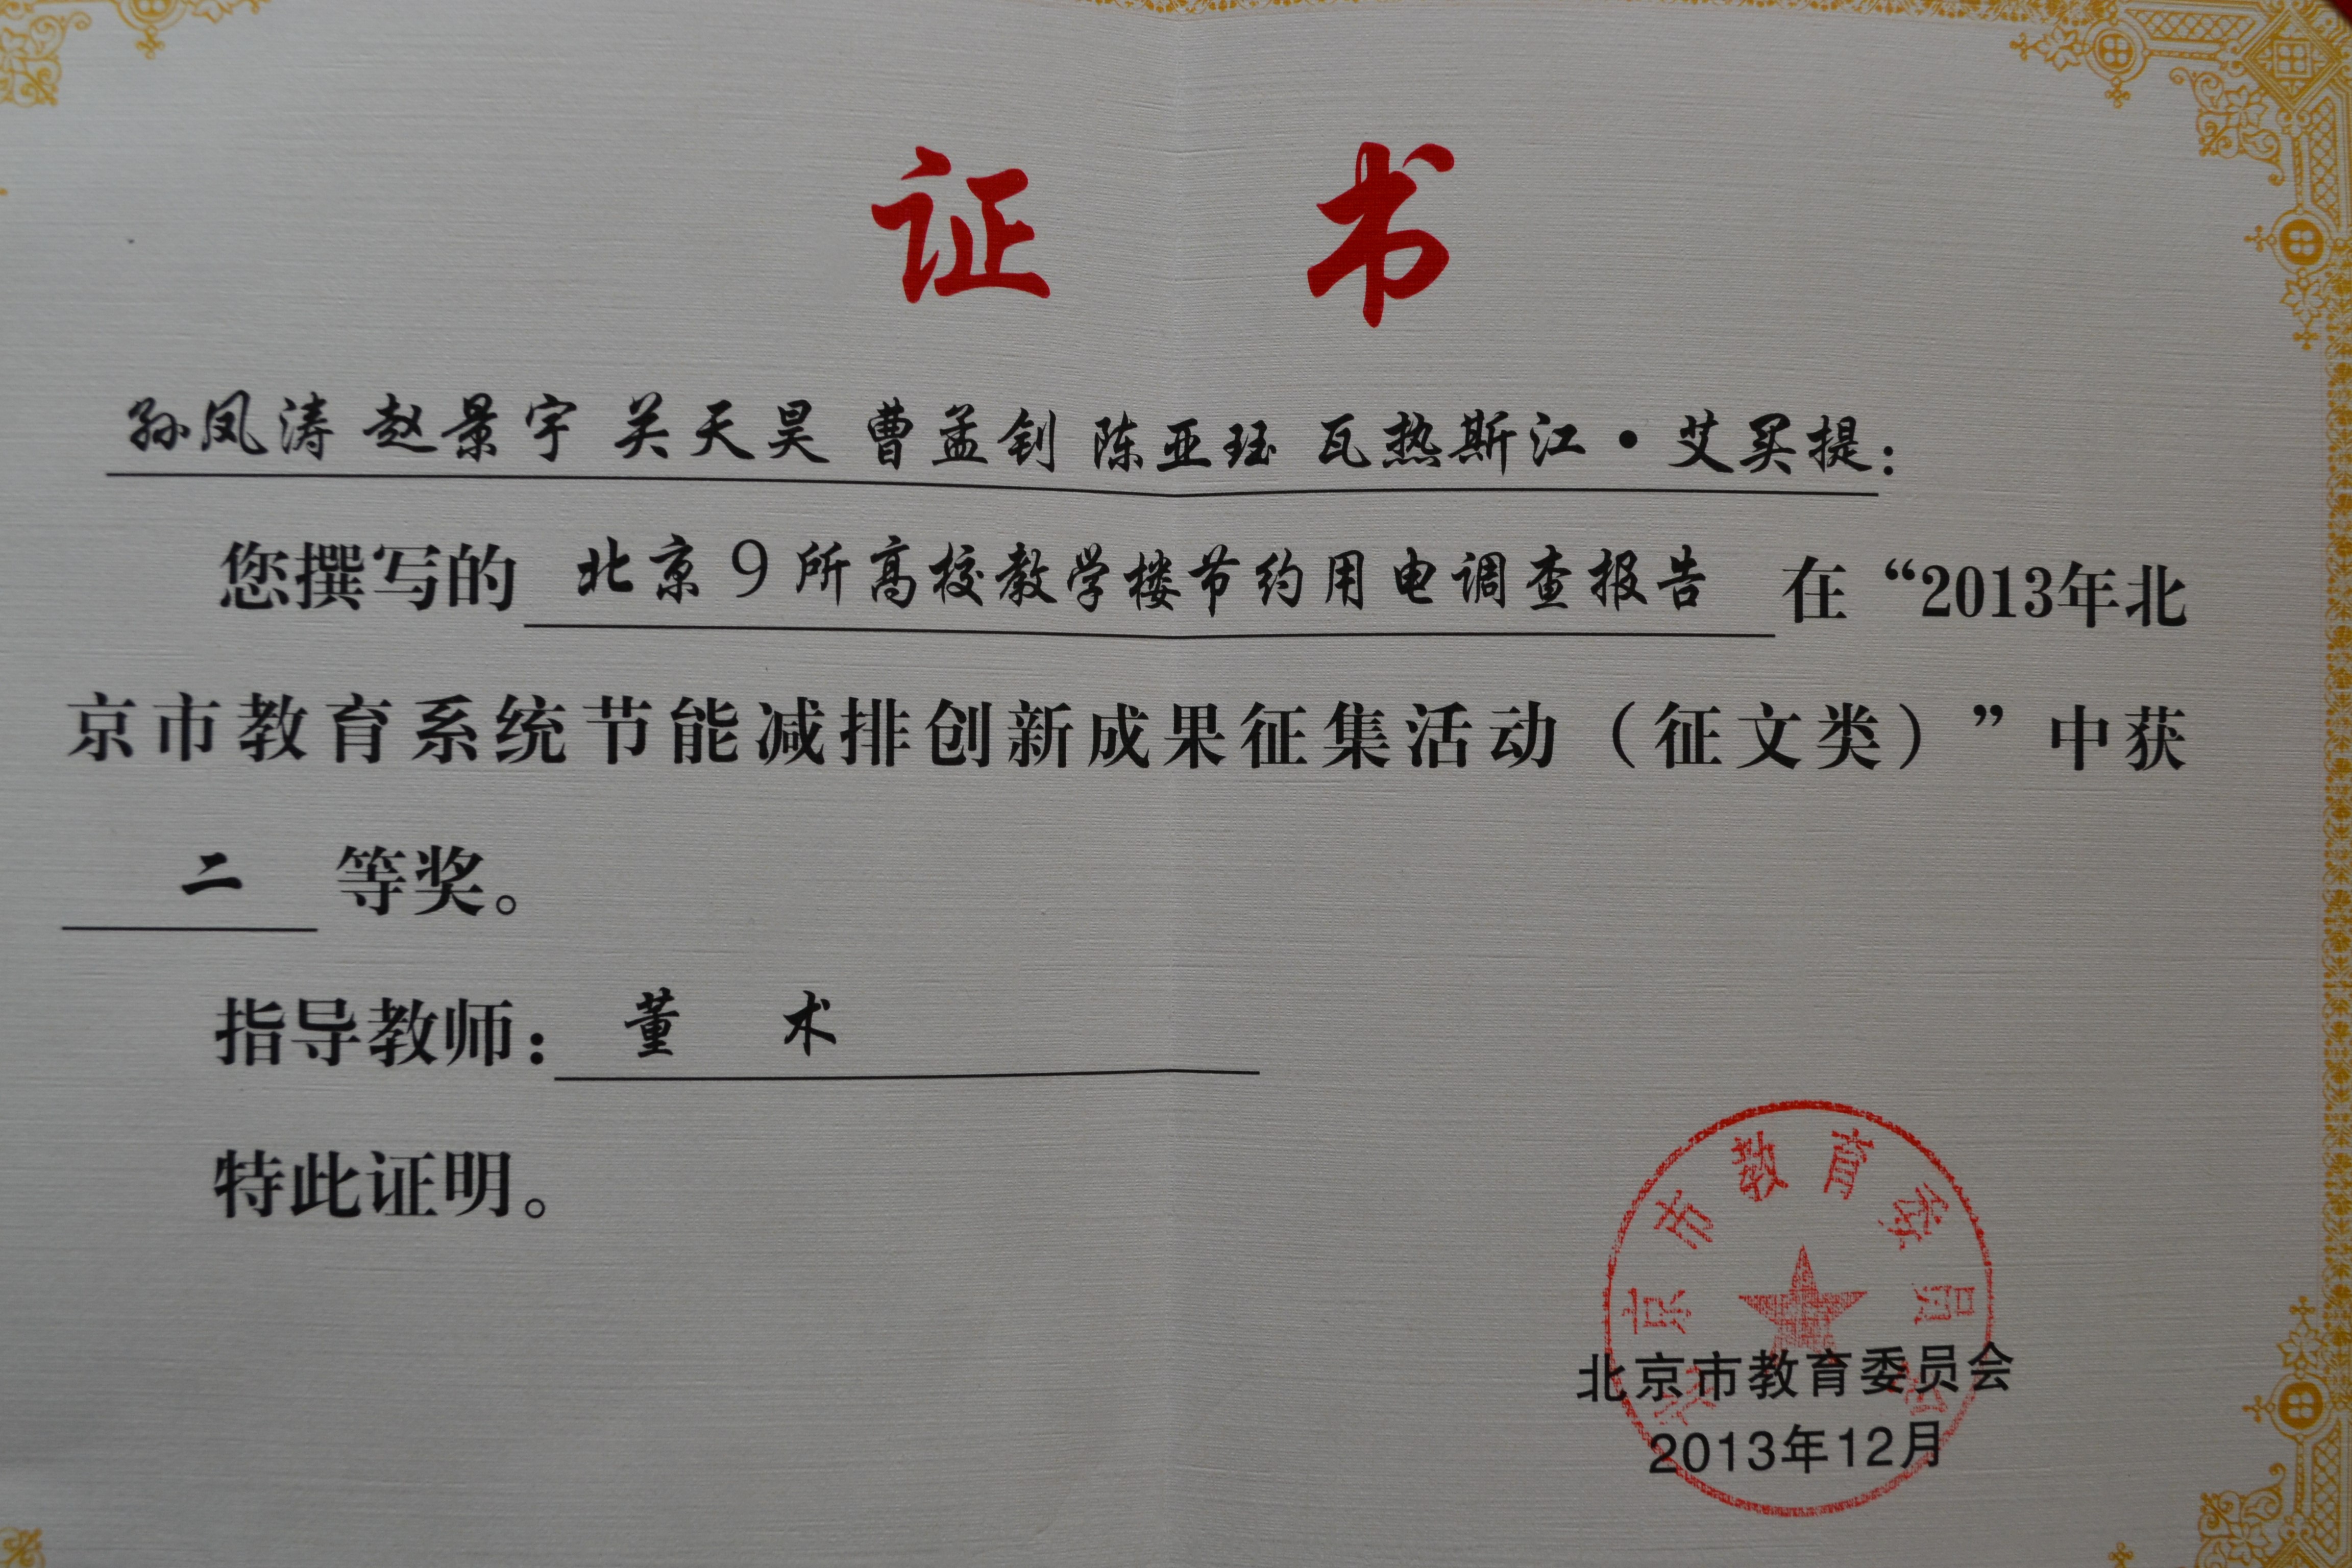 证 书
孙凤涛 赵景宇 关天昊 曹孟钊 陈亚珏 瓦热斯江·艾买提：
您撰写的 北京9所高校教学楼节约用电调查报告 在“2013年北
京市教育系统节能减排创新成果征集活动（征文类）”中获
二 等奖。
指导教师： 董 术
特此证明。
北京市教育委员会
北京市教育委员会
2013年12月